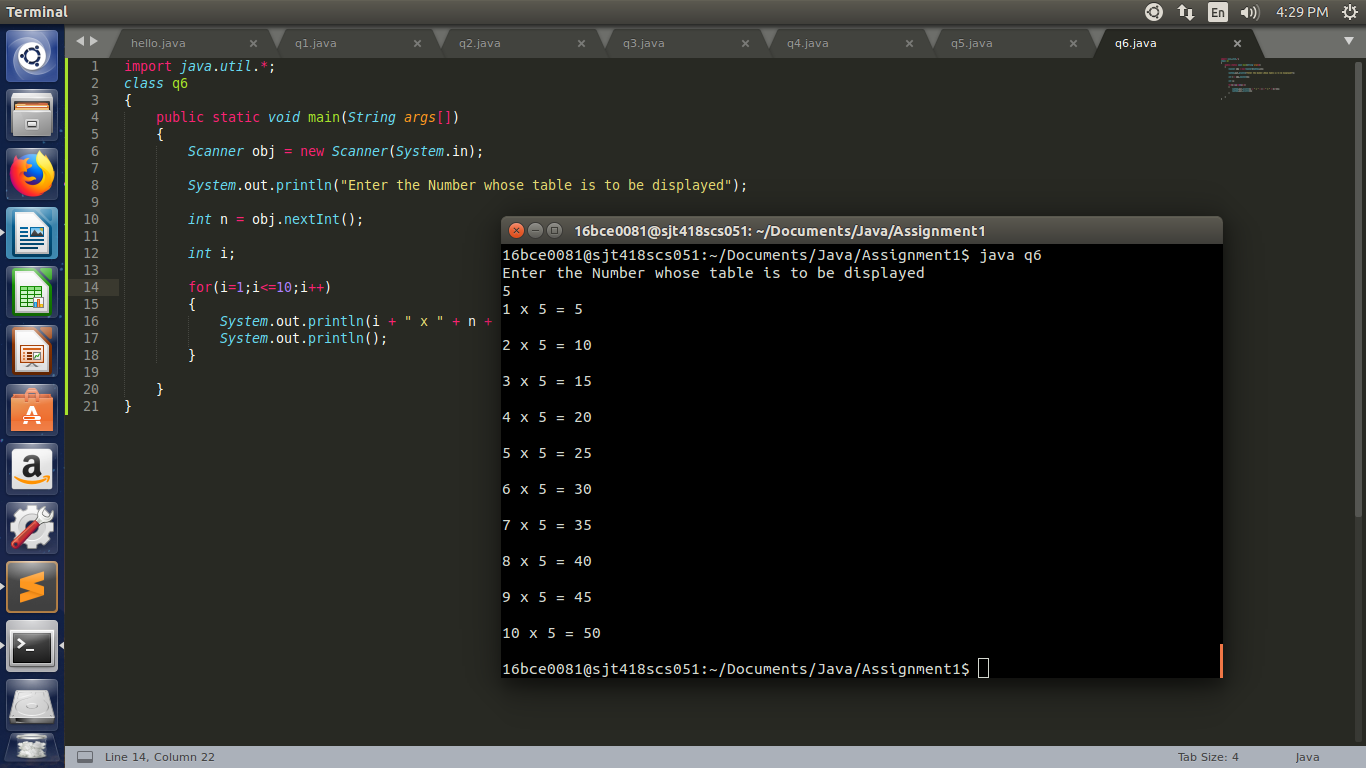 Terminal
En
4:29 PM
hello.java × q1.java × q2.java × q3.java × q4.java × q5.java × q6.java ×
1 import java.util.*;
2 class q6
3 {
4 public static void main(String args[])
5 {
6 Scanner obj = new Scanner(System.in);
7
8 System.out.println("Enter the Number whose table is to be displayed");
9
10 int n = obj.nextInt();
11
12 int i;
13
14 for(i=1;i<=10;i++)
15 {
16 System.out.println(i + " x " + n +
17 System.out.println();
18 }
19
20 }
21 }
16bce0081@sjt418scs051: ~/Documents/Java/Assignment1
16bce0081@sjt418scs051:~/Documents/Java/Assignment1$ java q6
Enter the Number whose table is to be displayed
5
1 x 5 = 5
2 x 5 = 10
3 x 5 = 15
4 x 5 = 20
5 x 5 = 25
6 x 5 = 30
7 x 5 = 35
8 x 5 = 40
9 x 5 = 45
10 x 5 = 50
16bce0081@sjt418scs051:~/Documents/Java/Assignment1$
Line 14, Column 22
Tab Size: 4
Java